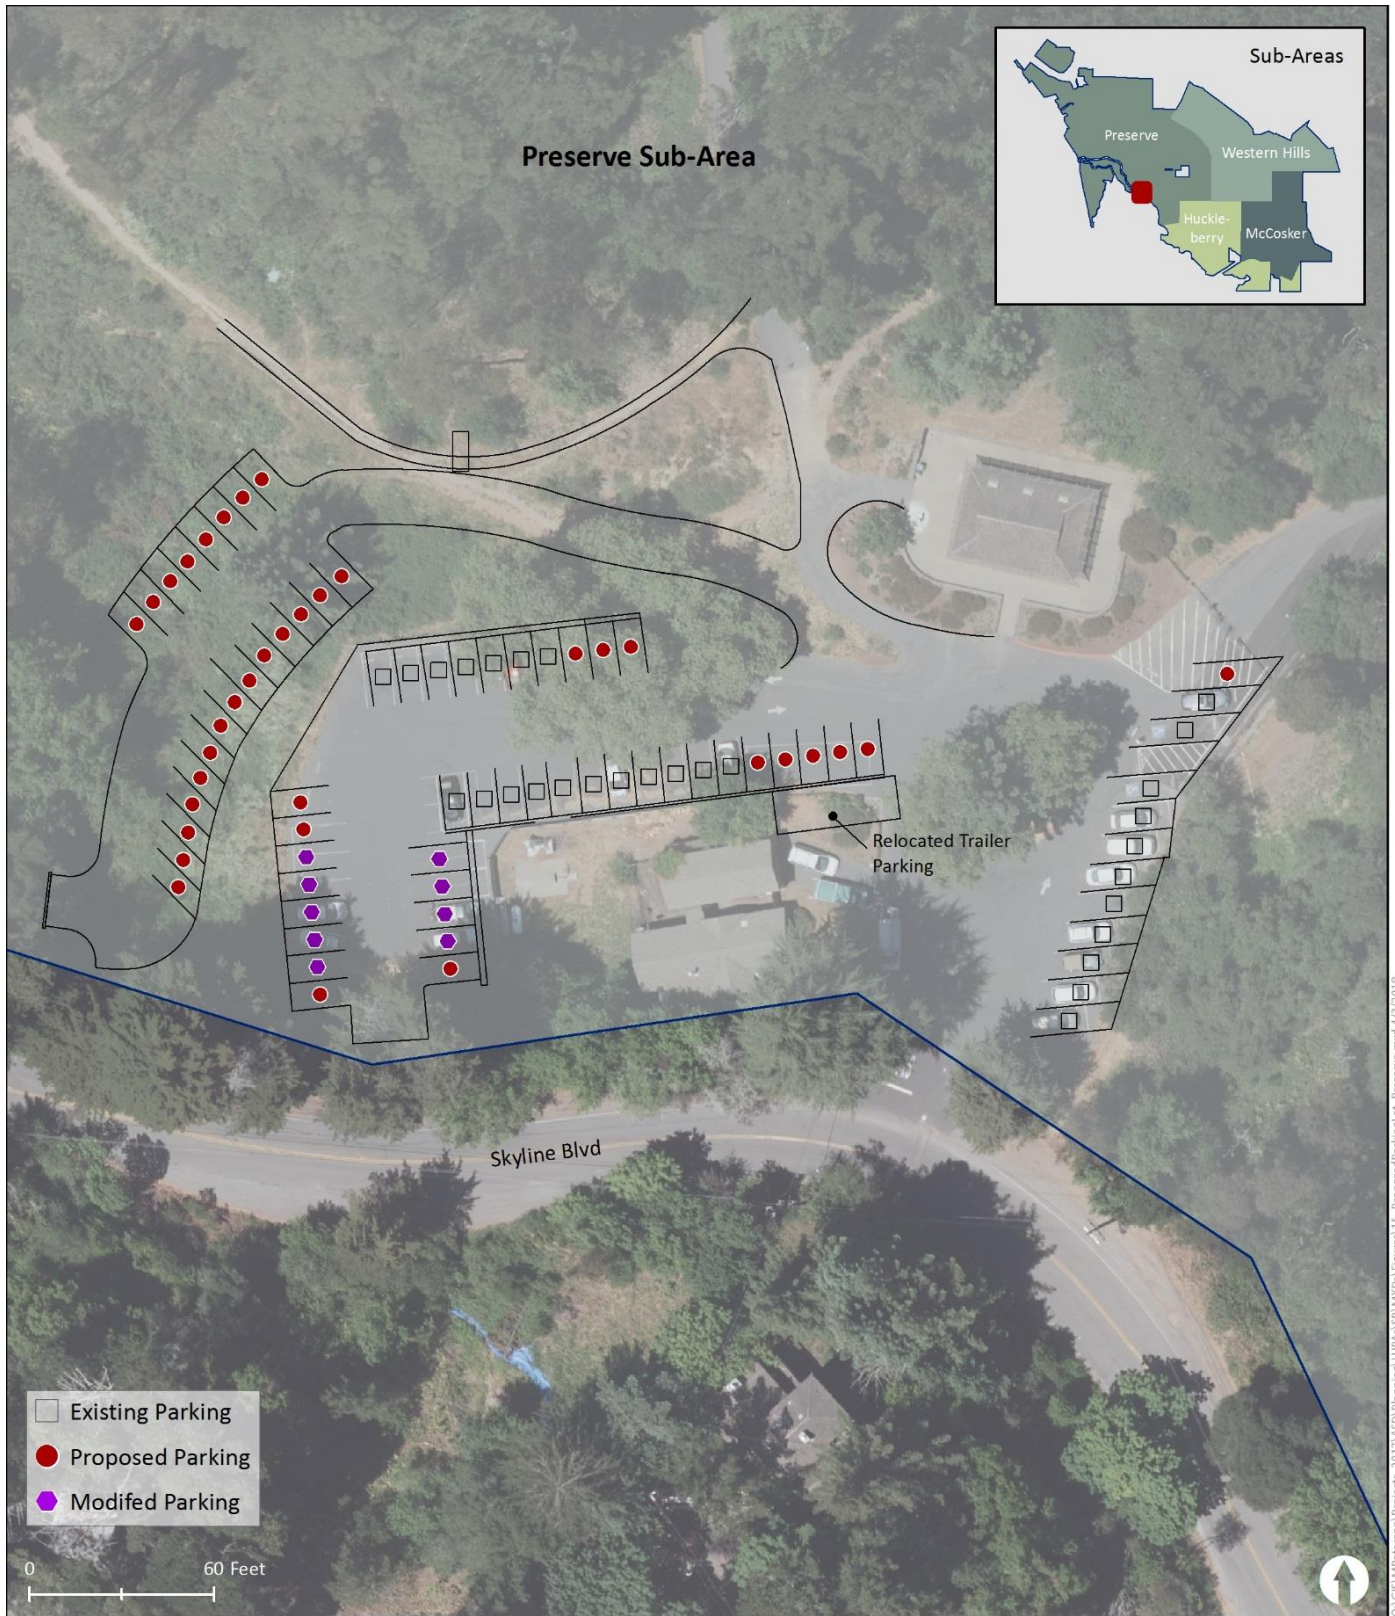 Sub-Areas
Preserve
Western Hills
Huckle-
berry
McCosker
Preserve Sub-Area
Relocated Trailer
Parking
Skyline Blvd
Existing Parking
Proposed Parking
Modifed Parking
0 60 Feet